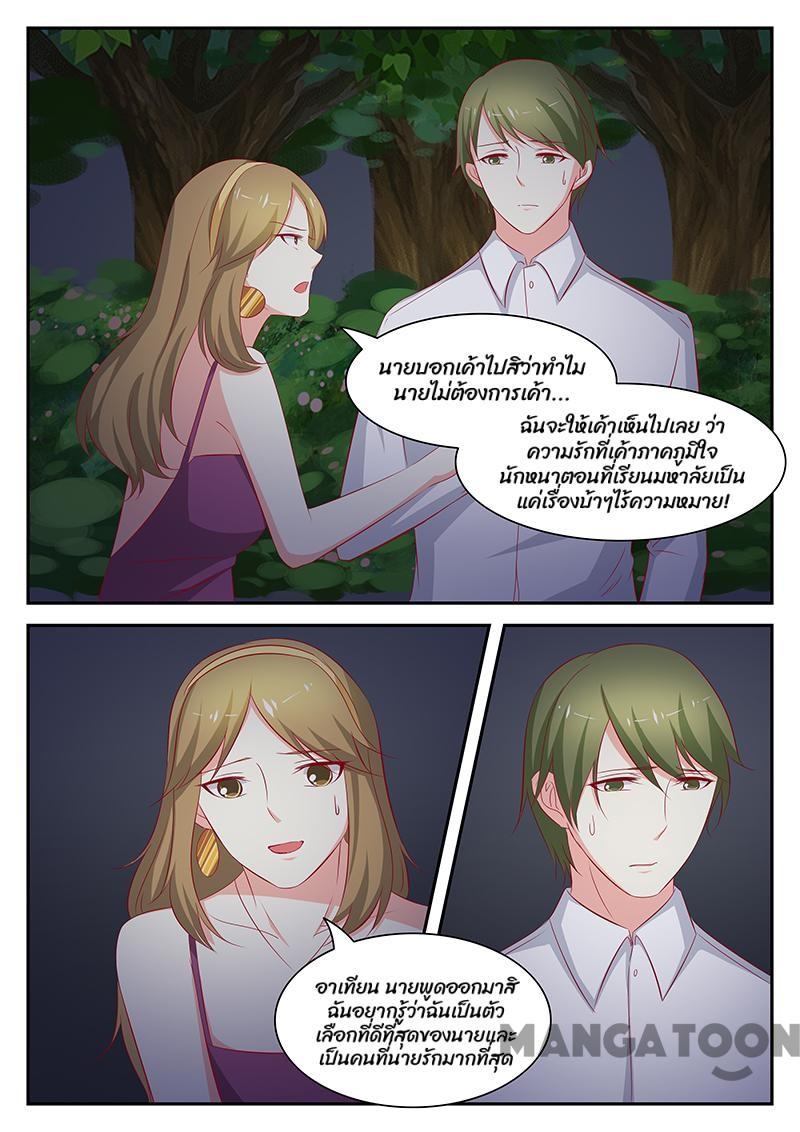 นายบอกเค้าไปสิว่าทำไม
นายไม่ต้องการเค้า...
ฉันจะให้เค้าเห็นไปเลย ว่า
ความรักที่เค้าภาคภูมิใจ
นักหนาตอนที่เรียนมหาลัยเป็น
แค่เรื่องบ้าๆไร้ความหมาย!
อาเทียน นายพูดออกมาสิ
ฉันอยากรู้ว่าฉันเป็นตัว
เลือกที่ดีที่สุดของนายและ
เป็นคนที่นายรักมากที่สุด
MANGATOON